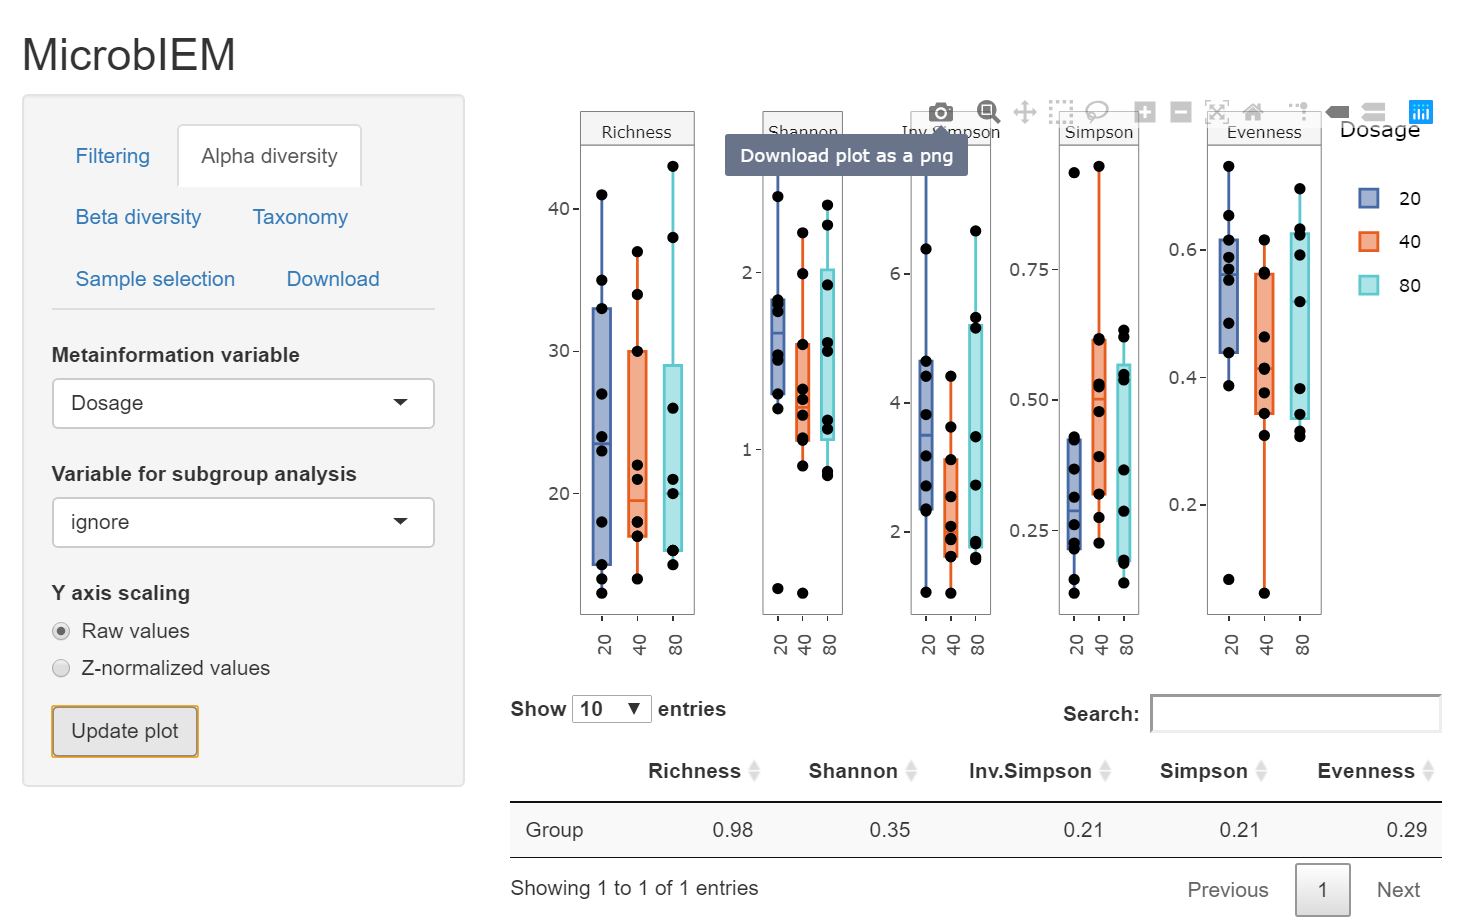 MicrobIEM
Filtering
Alpha diversity
Beta diversity
Taxonomy
Sample selection
Download
Metainformation variable
Dosage
Variable for subgroup analysis
ignore
Y axis scaling
Raw values
Z-normalized values
Update plot
Download plot as a png
Richness
Shannon
Inv.Simpson
Simpson
Evenness
Dosage
20
40
80
40
30
20
2
1
6
4
2
0.75
0.50
0.25
0.6
0.4
0.2
20 40 80
20 40 80
20 40 80
20 40 80
20 40 80
Show 10 entries
Search:
Richness Shannon Inv.Simpson Simpson Evenness
Group 0.98 0.35 0.21 0.21 0.29
Showing 1 to 1 of 1 entries
Previous 1 Next